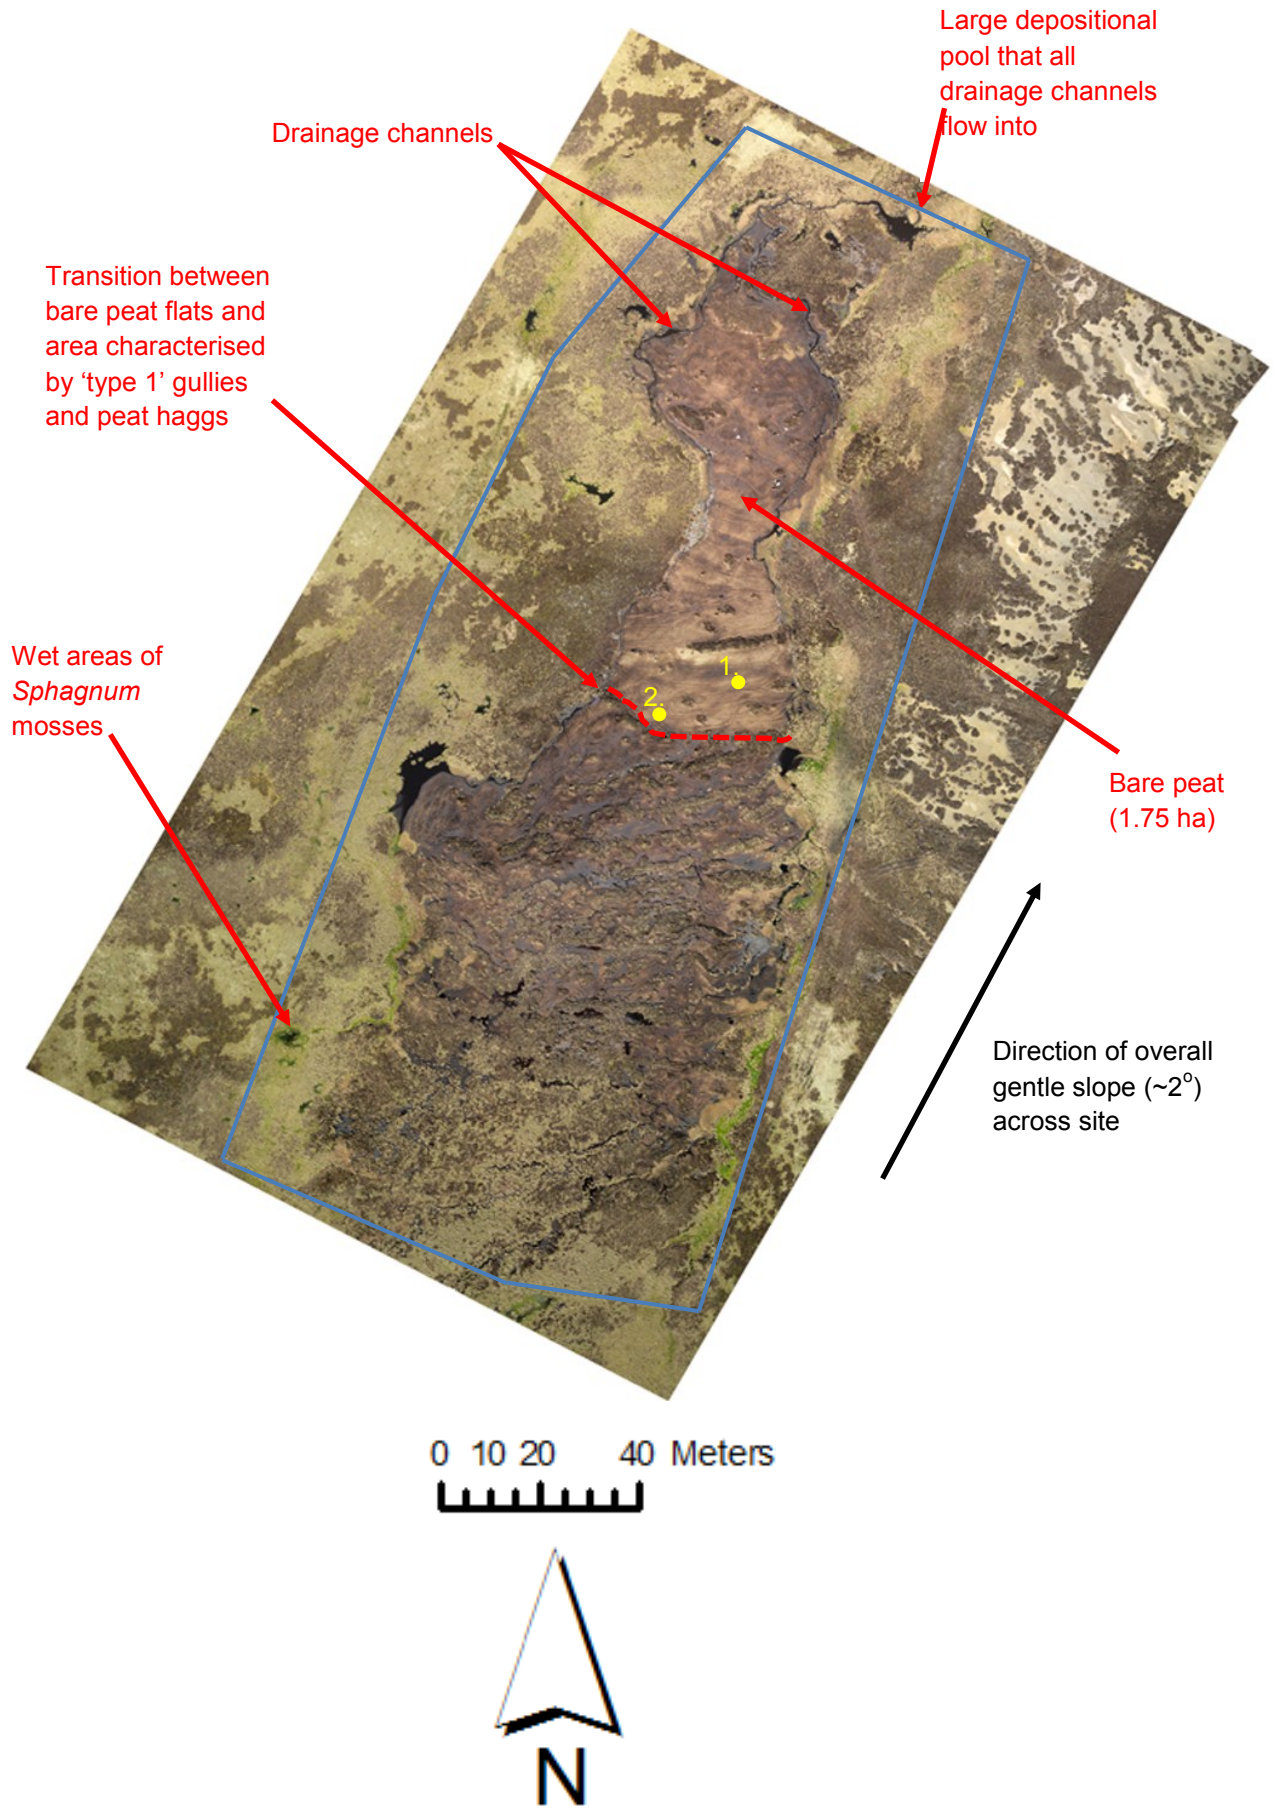 Large depositional
pool that all
drainage channels
flow into
Drainage channels
Transition between
bare peat flats and
area characterised
by ‘type 1’ gullies
and peat haggs
Wet areas of
Sphagnum
mosses
1.
2.
Bare peat
(1.75 ha)
Direction of overall
gentle slope (~2°)
across site
0 10 20 40 Meters
N